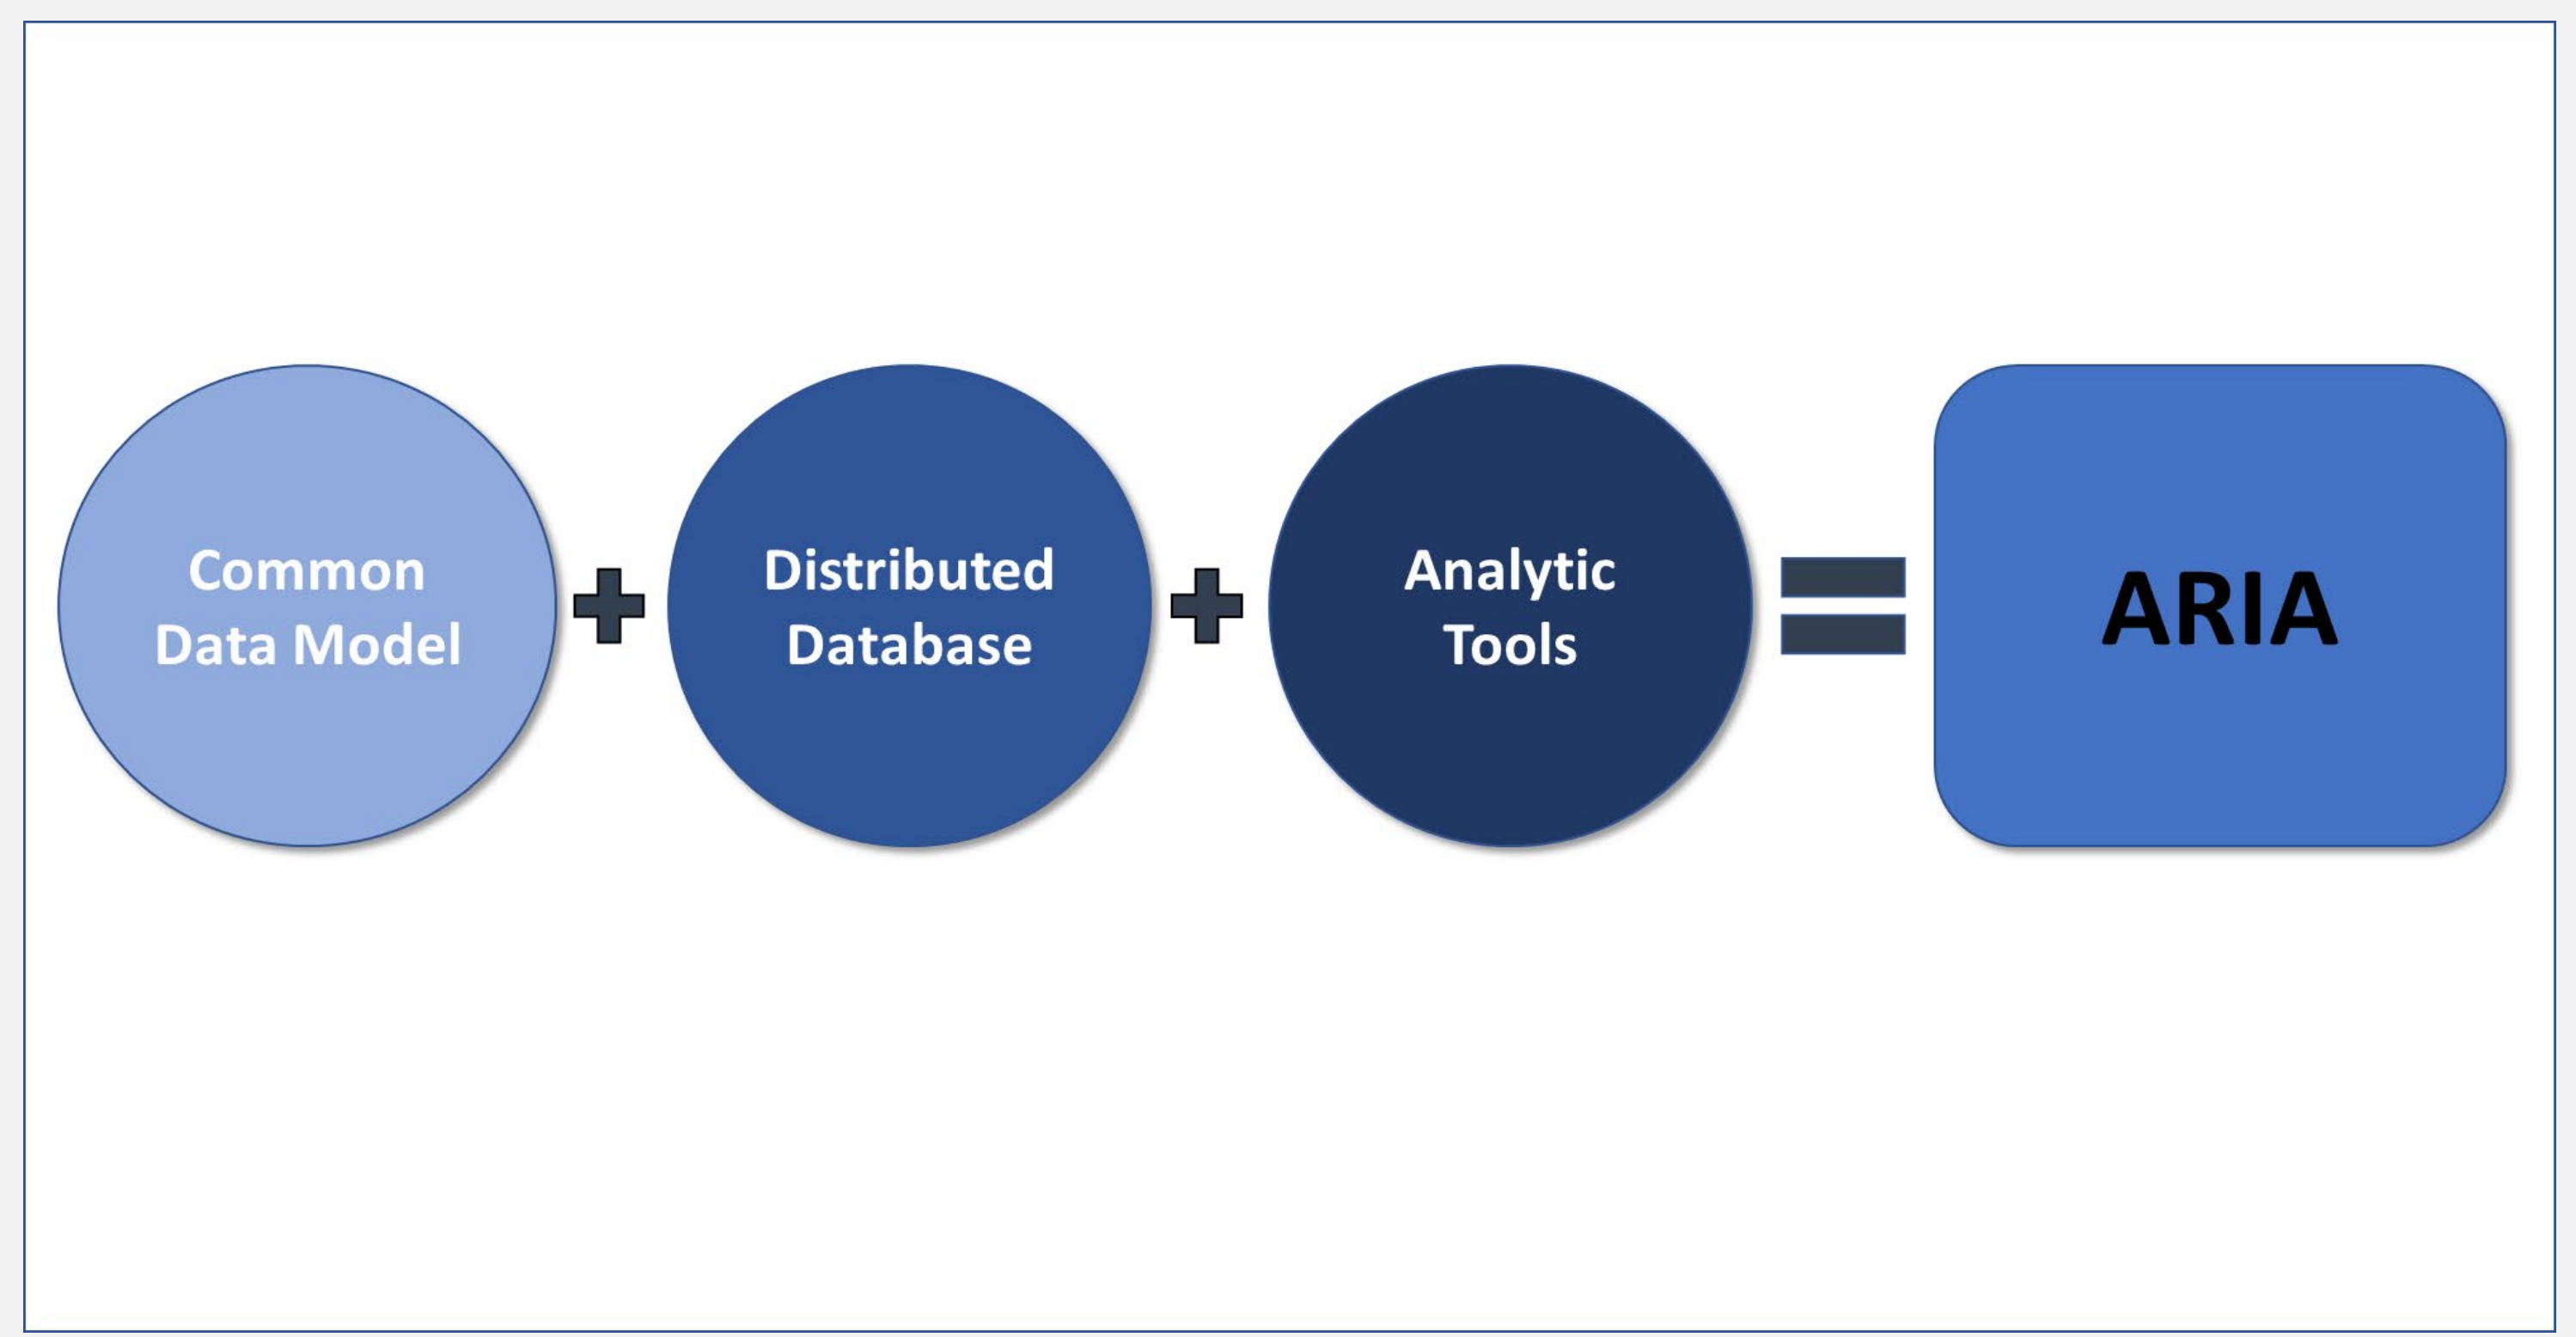 Common
Data Model
Distributed
Database
Analytic
Tools
ARIA